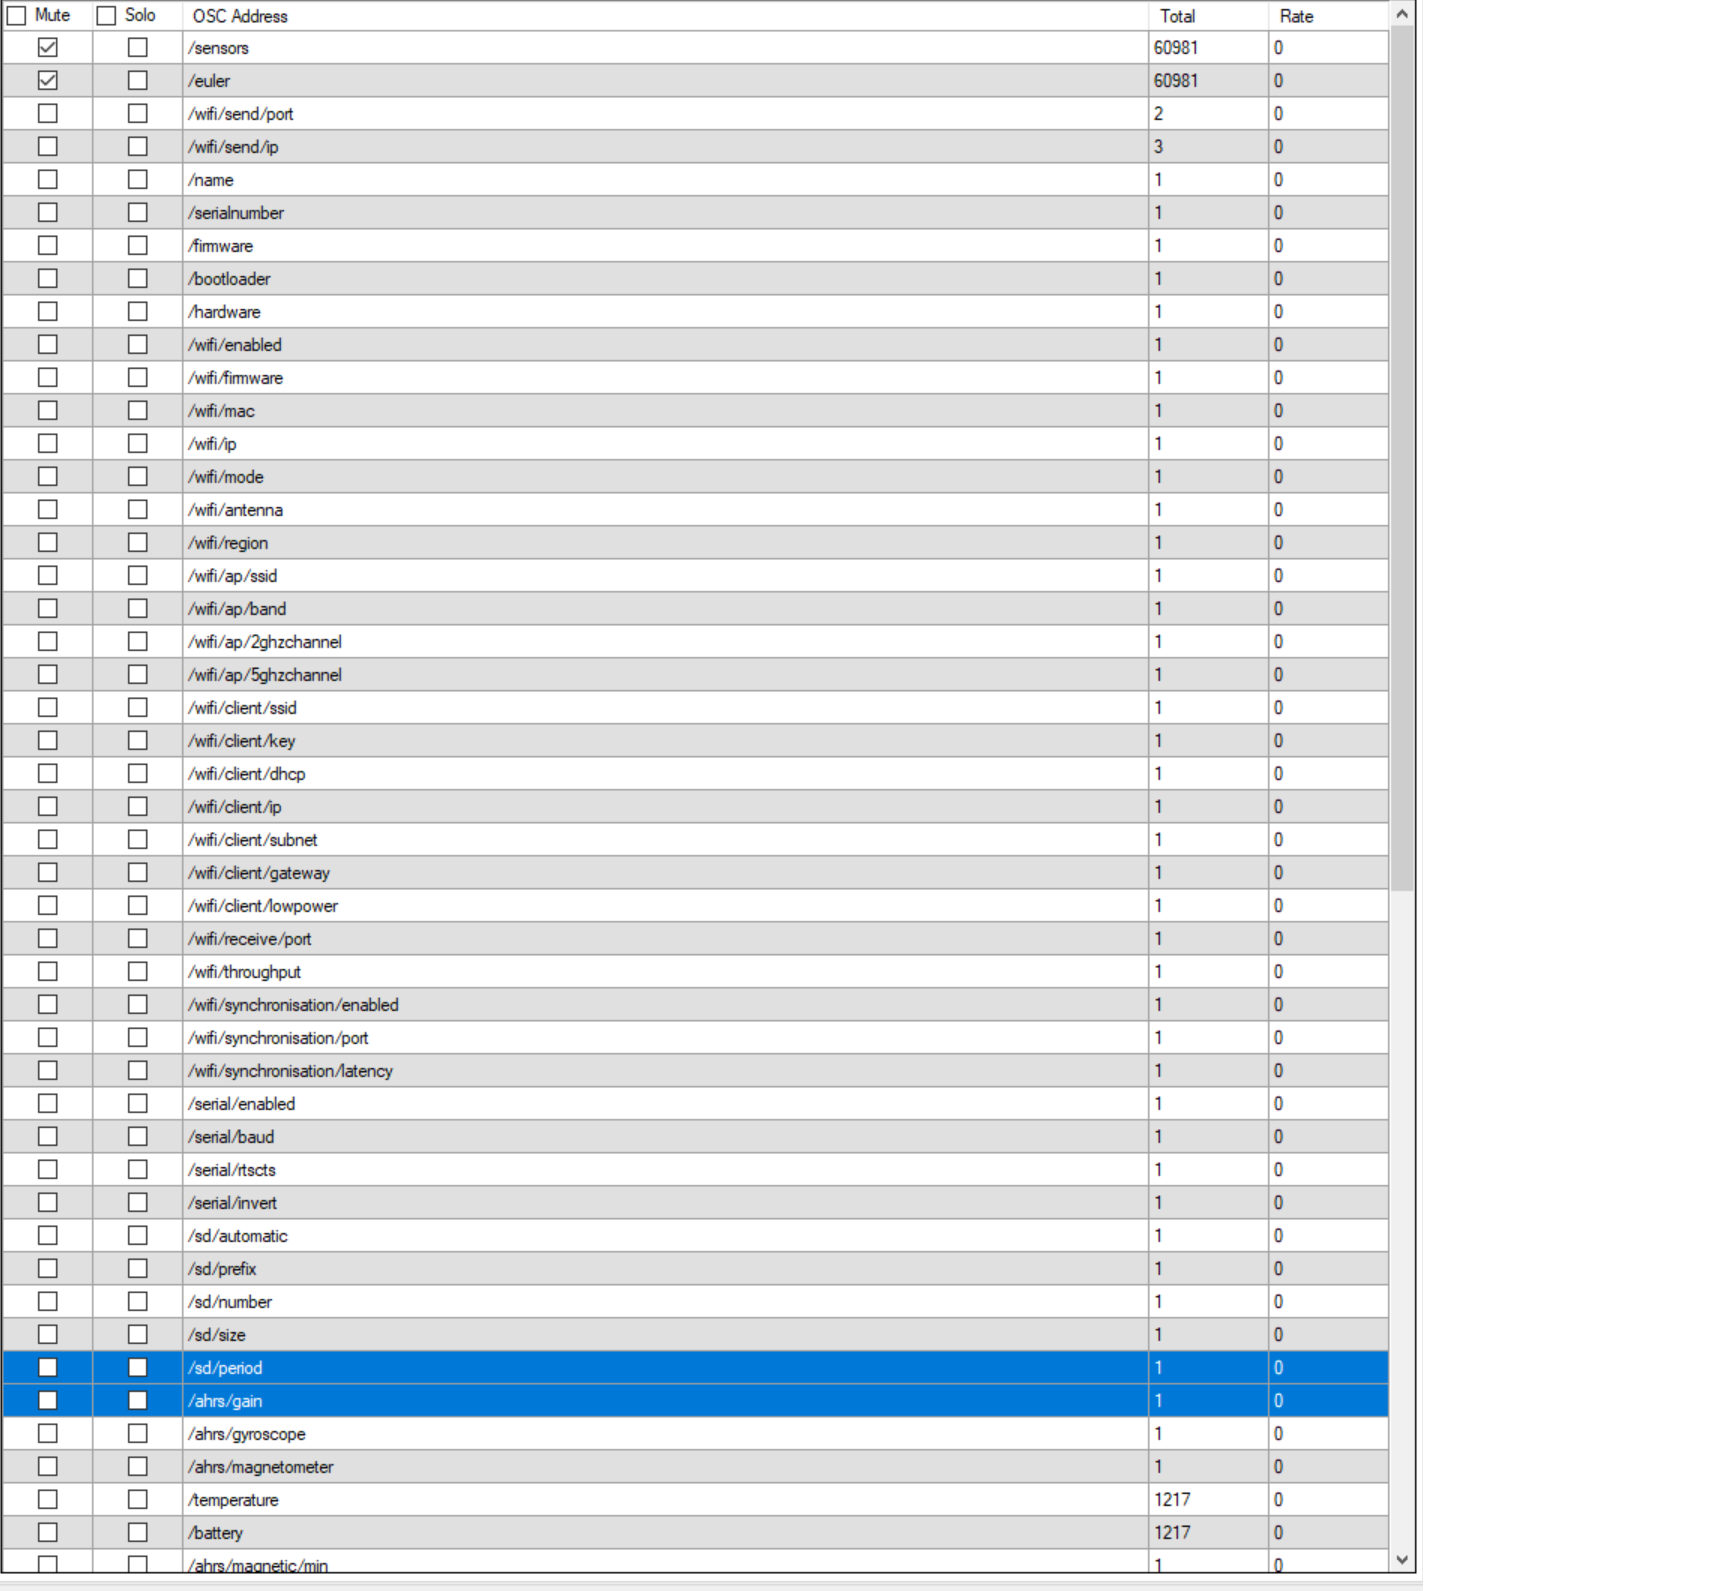 Mute Solo OSC Address Total Rate
/sensors 60981 0
/euler 60981 0
/wifi/send/port 2 0
/wifi/send/ip 3 0
/name 1 0
/serialnumber 1 0
/firmware 1 0
/bootloader 1 0
/hardware 1 0
/wifi/enabled 1 0
/wifi/firmware 1 0
/wifi/mac 1 0
/wifi/ip 1 0
/wifi/mode 1 0
/wifi/antenna 1 0
/wifi/region 1 0
/wifi/ap/ssid 1 0
/wifi/ap/band 1 0
/wifi/ap/2ghzchannel 1 0
/wifi/ap/5ghzchannel 1 0
/wifi/client/ssid 1 0
/wifi/client/key 1 0
/wifi/client/dhcp 1 0
/wifi/client/ip 1 0
/wifi/client/subnet 1 0
/wifi/client/gateway 1 0
/wifi/client/lowpower 1 0
/wifi/receive/port 1 0
/wifi/throughput 1 0
/wifi/synchronisation/enabled 1 0
/wifi/synchronisation/port 1 0
/wifi/synchronisation/latency 1 0
/serial/enabled 1 0
/serial/baud 1 0
/serial/rtscts 1 0
/serial/invert 1 0
/sd/automatic 1 0
/sd/prefix 1 0
/sd/number 1 0
/sd/size 1 0
/sd/period 1 0
/ahrs/gain 1 0
/ahrs/gyroscope 1 0
/ahrs/magnetometer 1 0
/temperature 1217 0
/battery 1217 0
/ahrs/magnetic/min 1 0